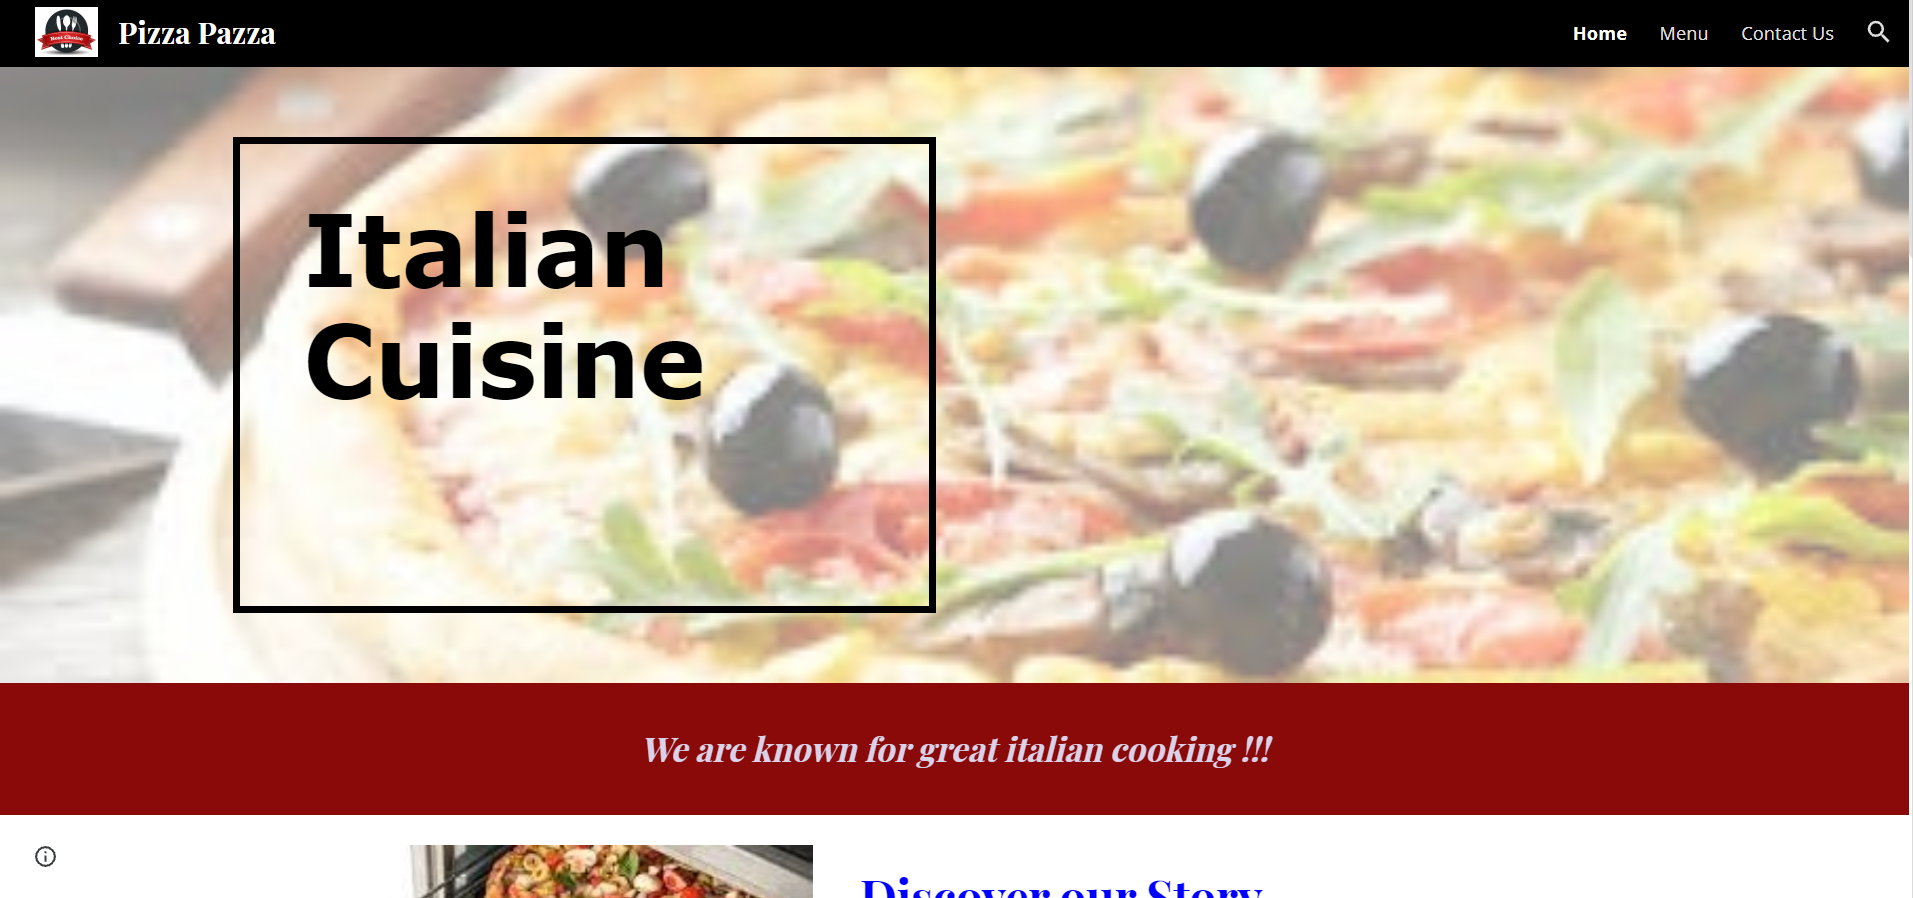 Best Choice
Pizza Pazza
Home
Menu
Contact Us
Italian
Cuisine
We are known for great italian cooking !!!
Discover our Story